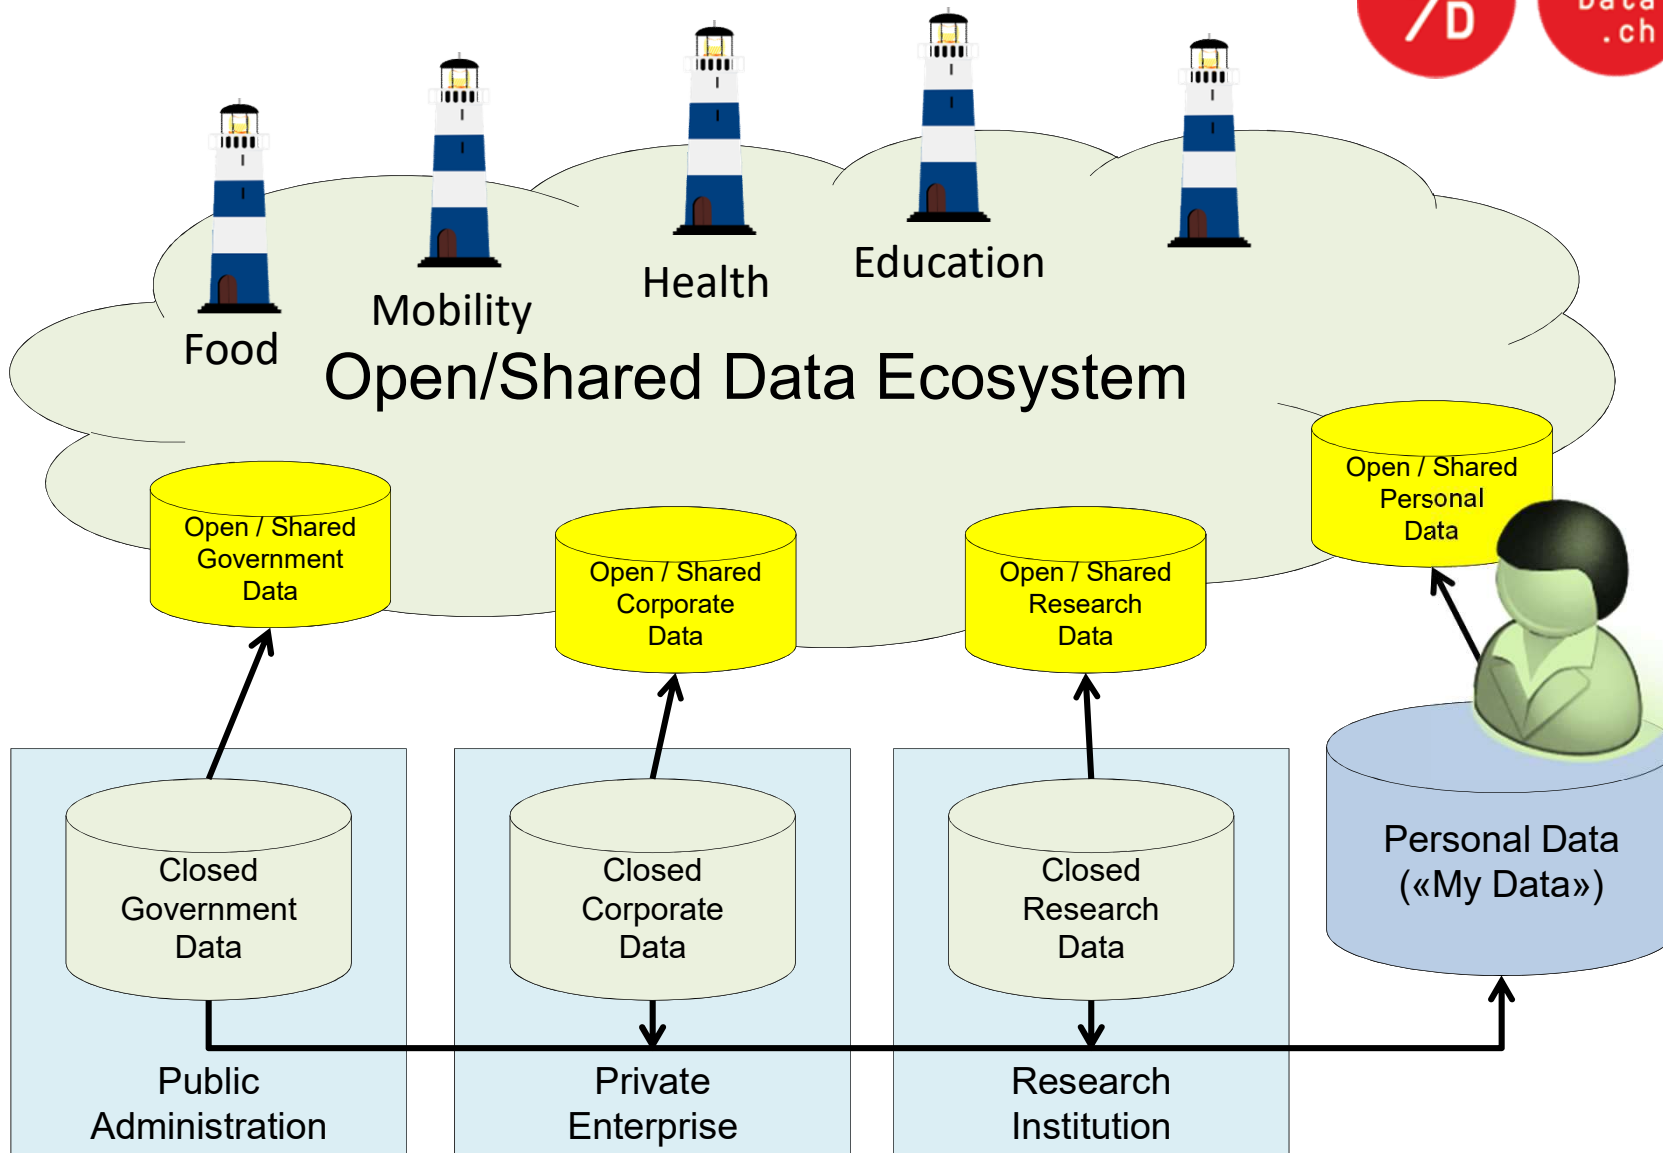 /D
Data
.ch
Food
Mobility
Health
Education
Open/Shared Data Ecosystem
Open / Shared
Government
Data
Open / Shared
Corporate
Data
Open / Shared
Research
Data
Open / Shared
Personal
Data
Closed
Government
Data
Closed
Corporate
Data
Closed
Research
Data
Personal Data
(«My Data»)
Public
Administration
Private
Enterprise
Research
Institution